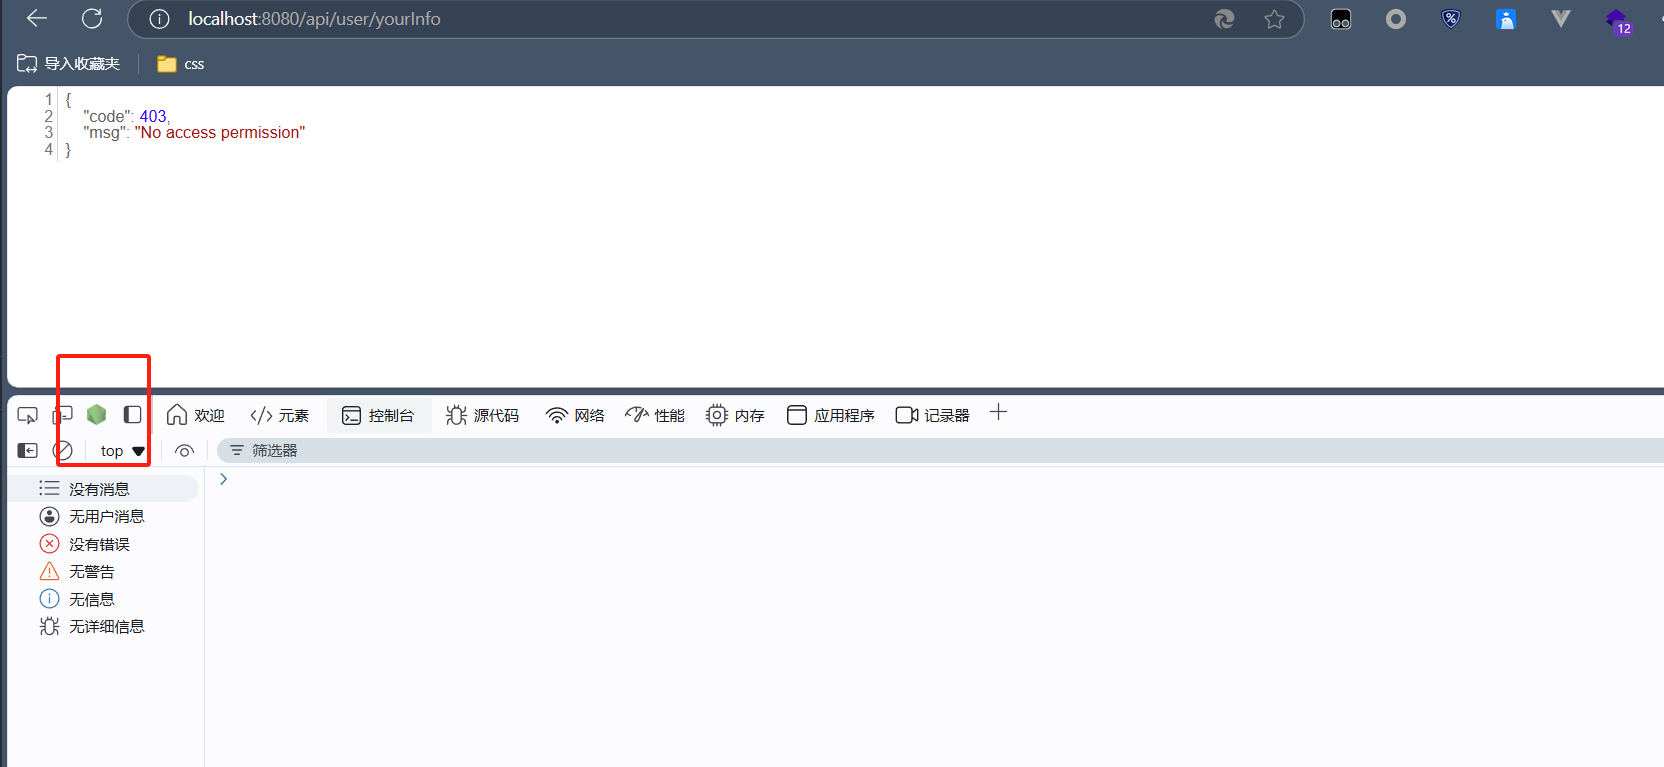 localhost:8080/api/user/yourInfo
12
导入收藏夹 css
1 {
2 "code": 403,
3 "msg": "No access permission"
4 }
欢迎 </> 元素 控制台 源代码 网络 性能 内存 应用程序 记录器
top 筛选器
没有消息
无用户消息
没有错误
无警告
无信息
无详细信息